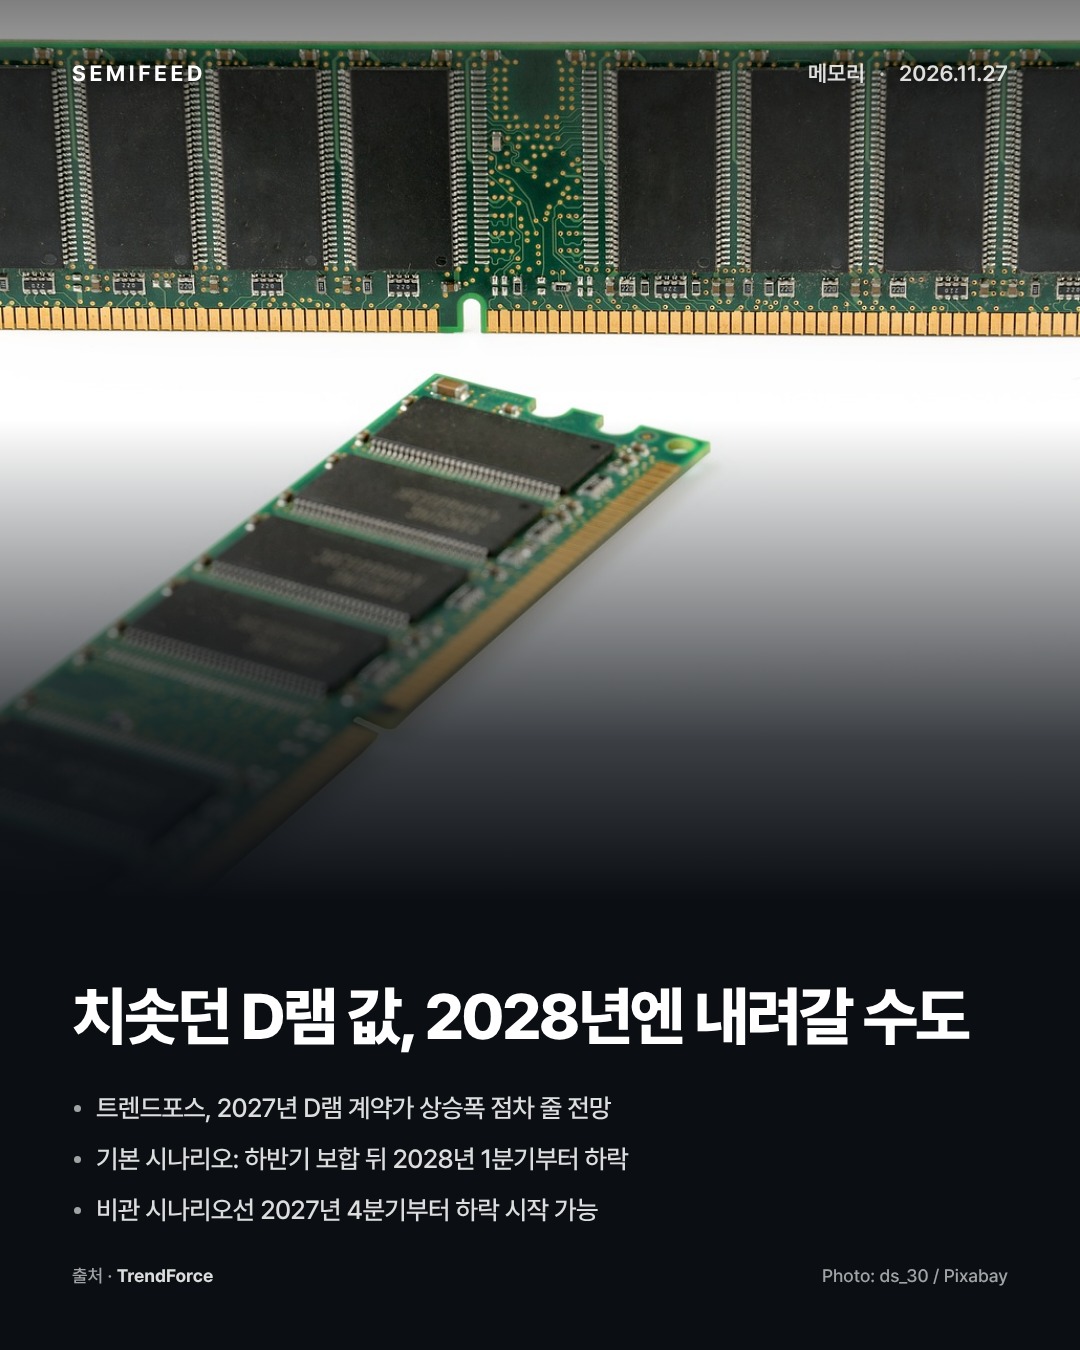 SEMIFEED
메모리 · 2026.11.27
치솟던 D램 값, 2028년엔 내려갈 수도
• 트렌드포스, 2027년 D램 계약가 상승폭 점차 줄 전망
• 기본 시나리오: 하반기 보합 뒤 2028년 1분기부터 하락
• 비관 시나리오선 2027년 4분기부터 하락 시작 가능
출처 · TrendForce
Photo: ds_30 / Pixabay